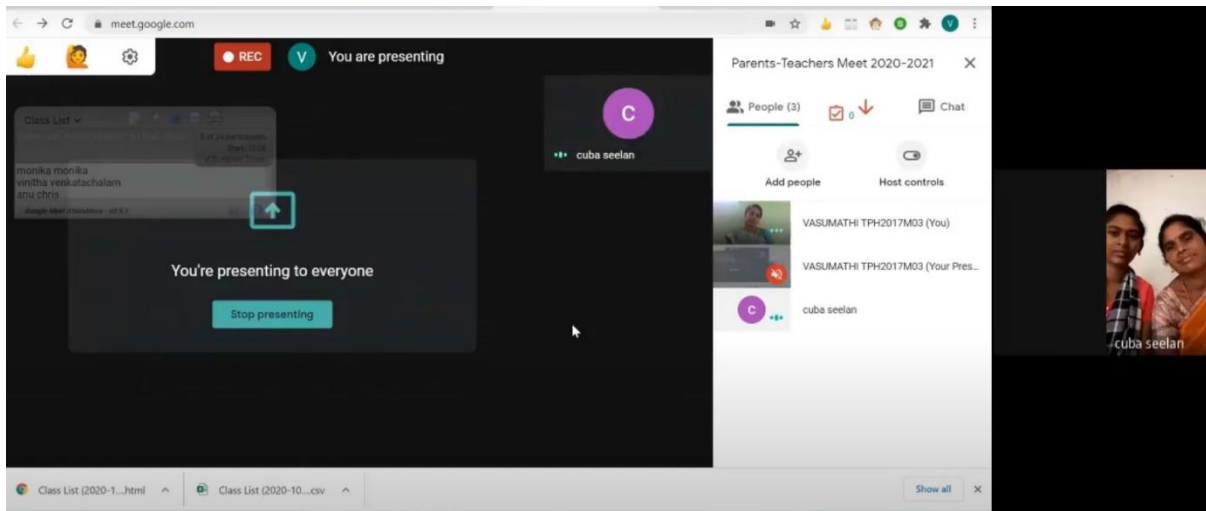 meet.google.com
REC
V
You are presenting
V
Class List
monika monika
vinitha venkatachalam
anu chris
Google Meet Attendance
You're presenting to everyone
Stop presenting
C
cuba seelan
Parents-Teachers Meet 2020-2021
People (3)
0
Chat
Add people
Host controls
VASUMATHI TPH2017M03 (You)
VASUMATHI TPH2017M03 (Your Pres...
C
cuba seelan
cuba seelan
Class List (2020-1....html
Class List (2020-10....csv
Show all